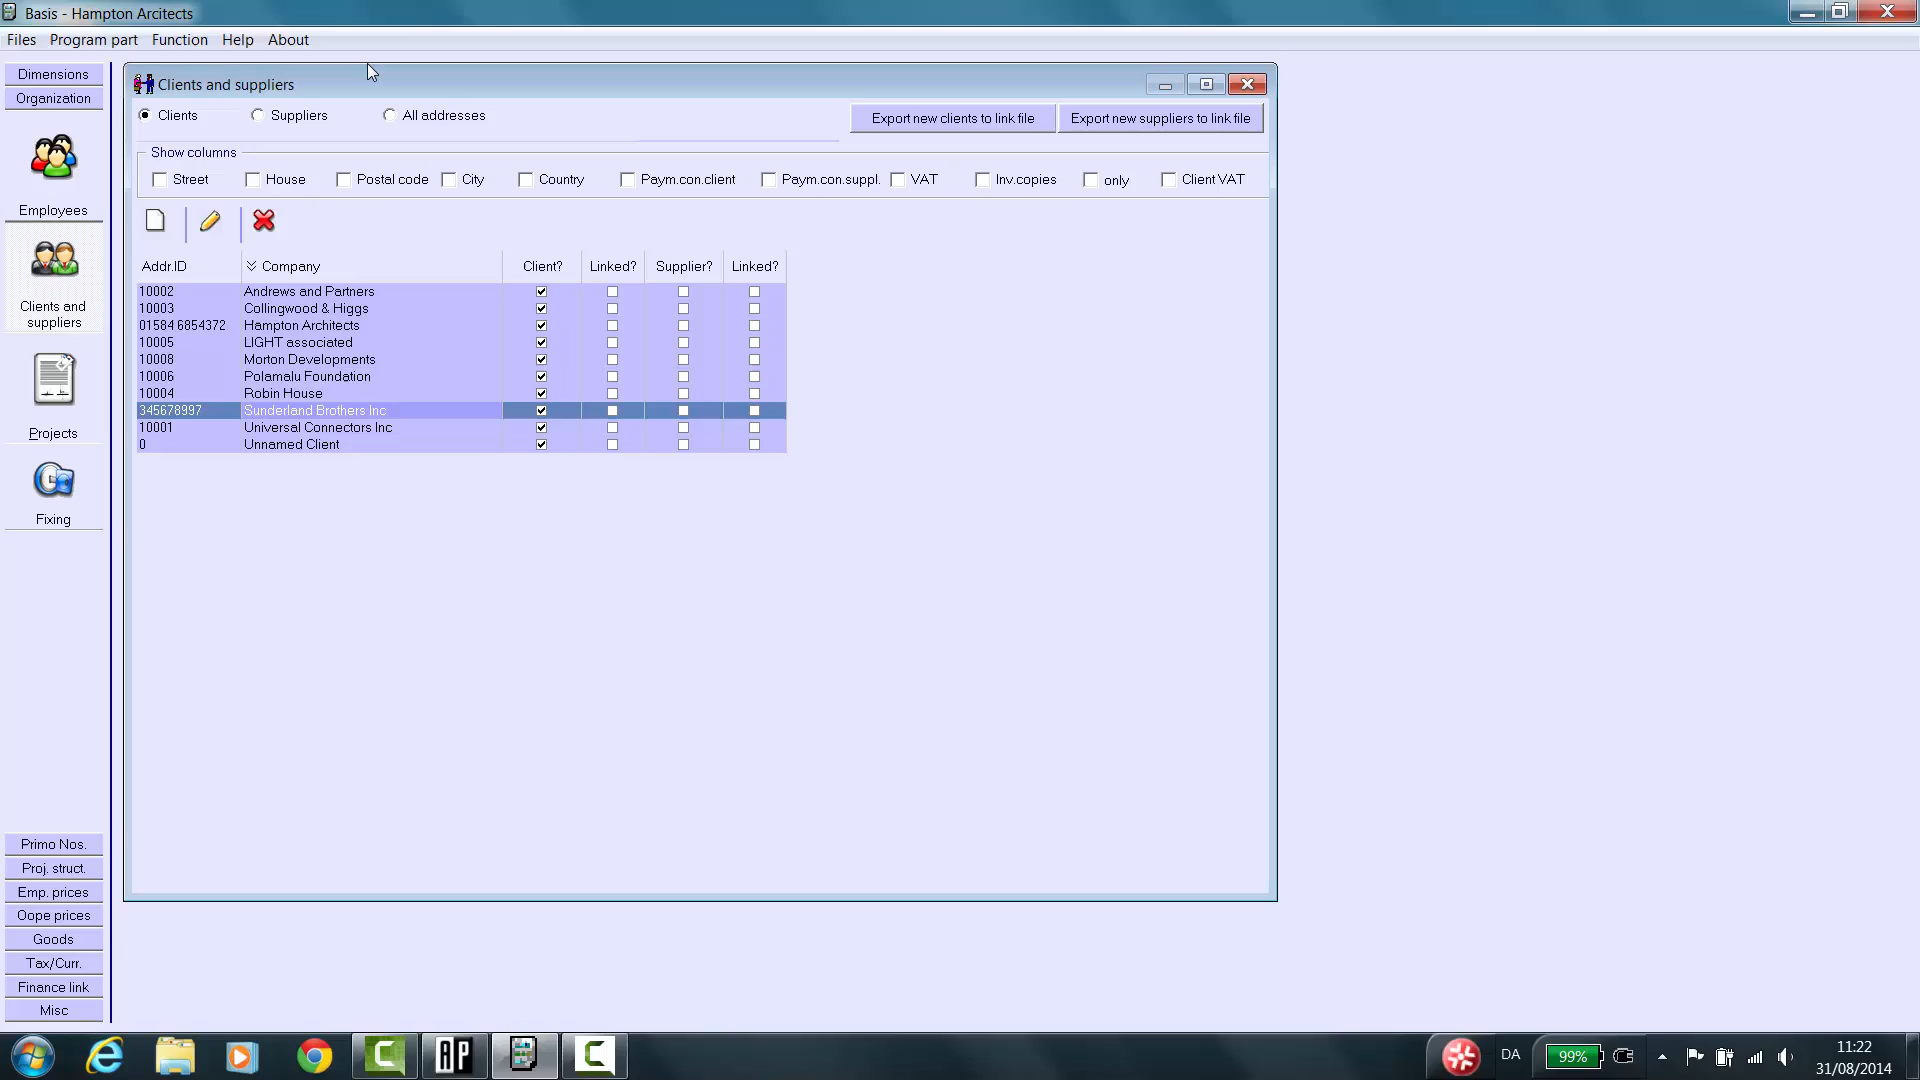 Basis - Hampton Arcitects
Files Program part Function Help About
Dimensions
Organization
Employees
Clients and
suppliers
Projects
Fixing
Primo Nos.
Proj. struct.
Emp. prices
Oope prices
Goods
Tax/Curr.
Finance link
Misc
Clients and suppliers
Clients Suppliers All addresses Export new clients to link file Export new suppliers to link file
Show columns
Street House Postal code City Country Paym.con.client Paym.con.suppl. VAT Inv.copies only Client VAT
Addr.ID Company Client? Linked? Supplier? Linked?
10002 Andrews and Partners
10003 Collingwood & Higgs
01584 6854372 Hampton Architects
10005 LIGHT associated
10008 Morton Developments
10006 Polamalu Foundation
10004 Robin House
345678997 Sunderland Brothers Inc
10001 Universal Connectors Inc
0 Unnamed Client
AP
DA 99% 11:22
31/08/2014